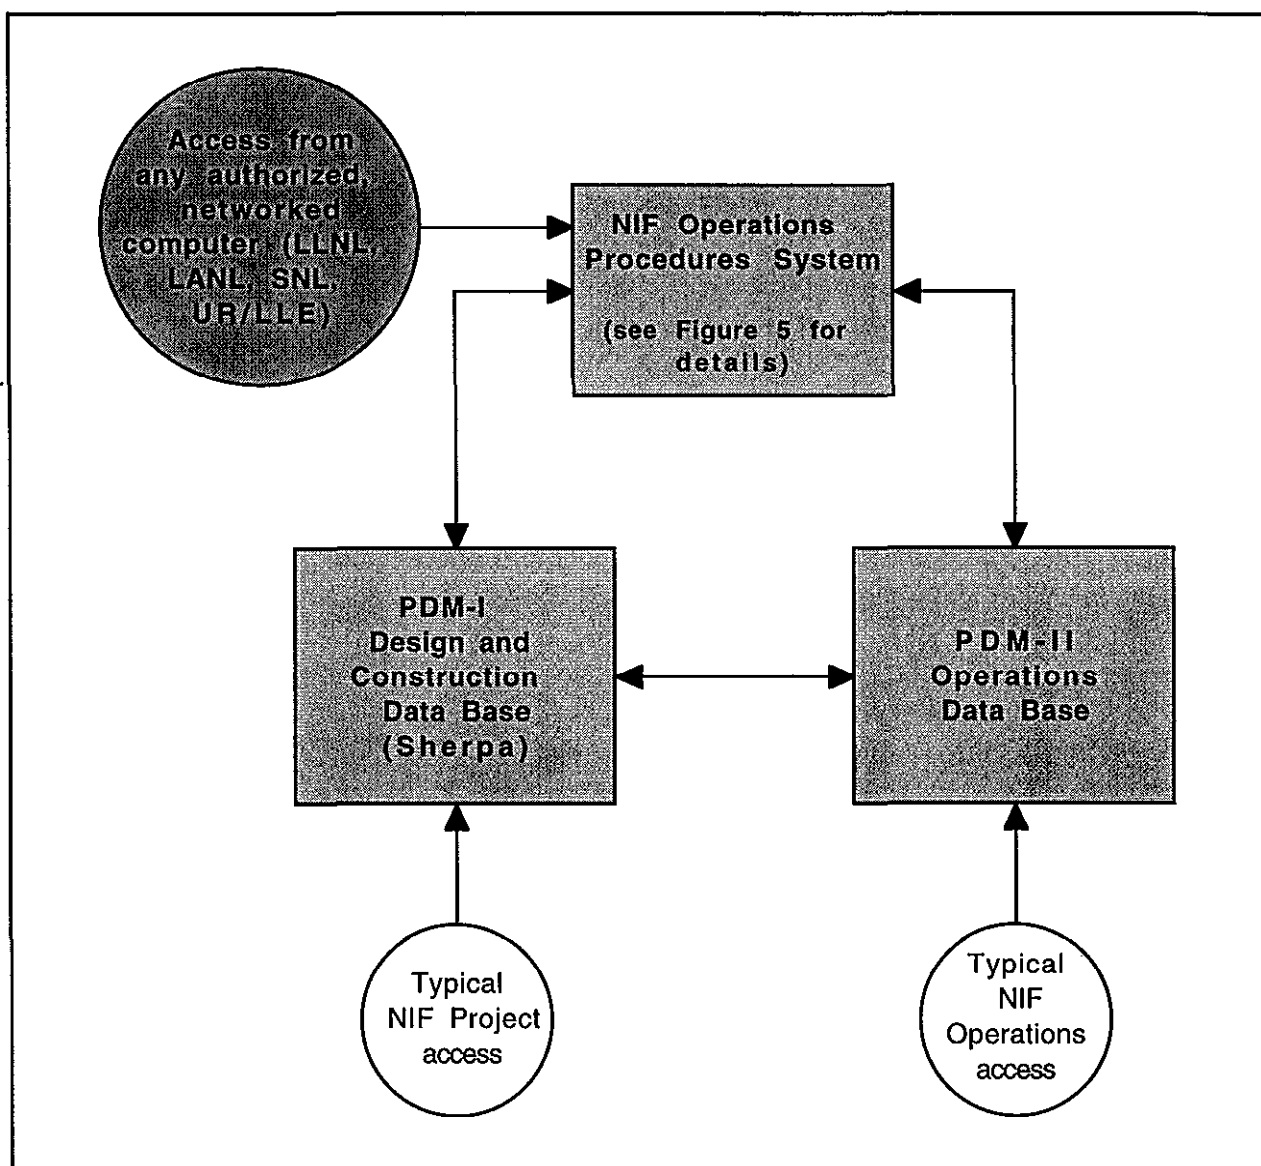 Access from
any authorized,
networked
computer (LLNL,
LANL, SNL,
UR/LLE)
NIF Operations
Procedures System
(see Figure 5 for
details)
PDM-I
Design and
Construction
Data Base
(Sherpa)
PDM-II
Operations
Data Base
Typical
NIF Project
access
Typical
NIF
Operations
access